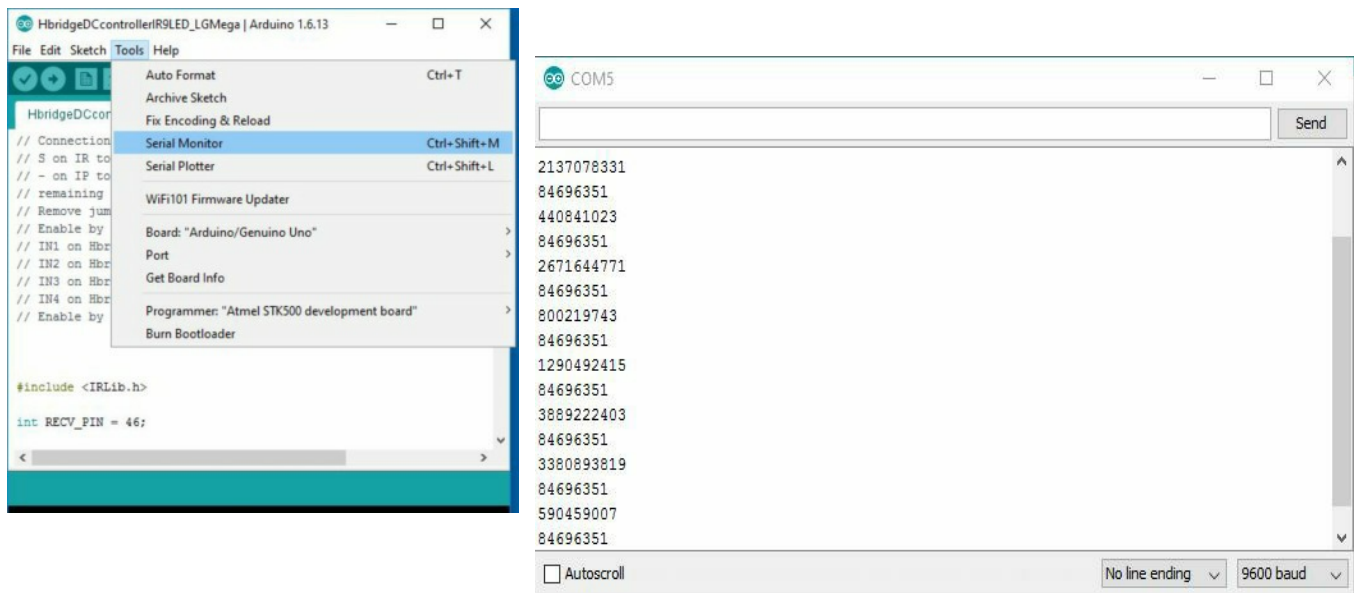 HbridgeDCcontrollerIR9LED_LGMega | Arduino 1.6.13
File Edit Sketch Tools Help
Auto Format Ctrl+T
Archive Sketch
Fix Encoding & Reload
Serial Monitor Ctrl+Shift+M
Serial Plotter Ctrl+Shift+L
WiFi101 Firmware Updater
Board: "Arduino/Genuino Uno"
Port
Get Board Info
Programmer: "Atmel STK500 development board"
Burn Bootloader
HbridgeDCcor
// Connection
// S on IR to
// - on IP to
// remaining
// Remove jum
// Enable by
// IN1 on Hbr
// IN2 on Hbr
// IN3 on Hbr
// IN4 on Hbr
// Enable by
#include <IRLib.h>
int RECV_PIN = 46;
COM5
Send
2137078331
84696351
440841023
84696351
2671644771
84696351
800219743
84696351
1290492415
84696351
3889222403
84696351
3380893819
84696351
590459007
84696351
Autoscroll
No line ending
9600 baud